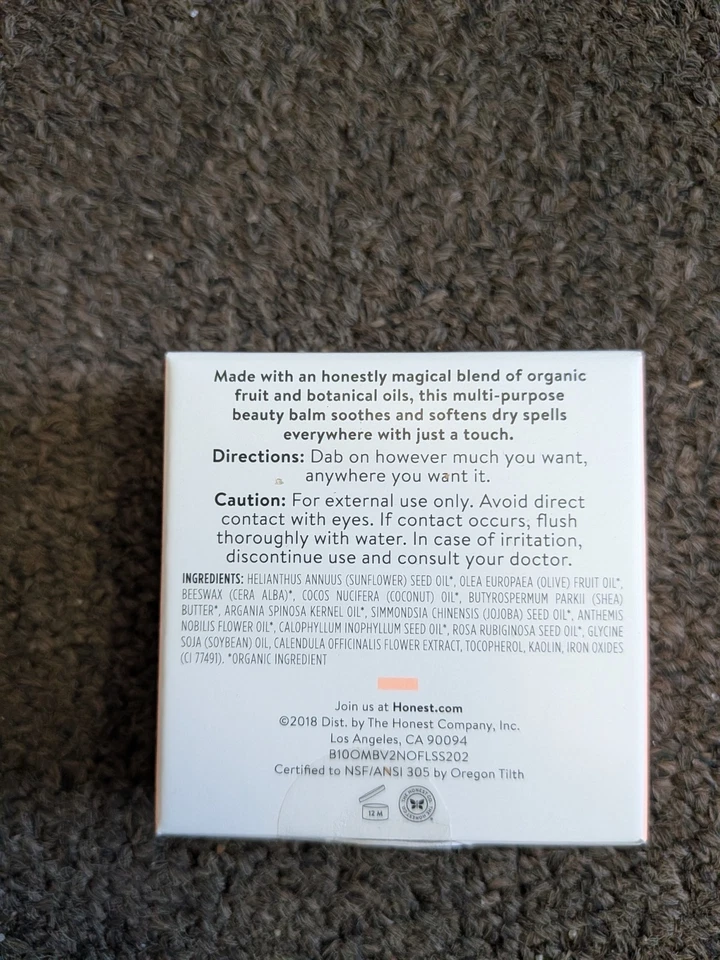 Made with an honestly magical blend of organic
fruit and botanical oils, this multi-purpose
beauty balm soothes and softens dry spells
everywhere with just a touch.
Directions: Dab on however much you want,
anywhere you want it.
Caution: For external use only. Avoid direct
contact with eyes. If contact occurs, flush
thoroughly with water. In case of irritation,
discontinue use and consult your doctor.
INGREDIENTS: HELIANTHUS ANNUUS (SUNFLOWER) SEED OIL*, OLEA EUROPAEA (OLIVE) FRUIT OIL*,
BEESWAX (CERA ALBA)*, COCOS NUCIFERA (COCONUT) OIL*, BUTYROSPERMUM PARKII (SHEA)
BUTTER*, ARGANIA SPINOSA KERNEL OIL*, SIMMONDSIA CHINENSIS (JOJOBA) SEED OIL*, ANTHEMIS
NOBILIS FLOWER OIL*, CALOPHYLLUM INOPHYLLUM SEED OIL*, ROSA RUBIGINOSA SEED OIL*, GLYCINE
SOJA (SOYBEAN) OIL, CALENDULA OFFICINALIS FLOWER EXTRACT, TOCOPHEROL, KAOLIN, IRON OXIDES
(CI 77491). *ORGANIC INGREDIENT
Join us at Honest.com
©2018 Dist. by The Honest Company, Inc.
Los Angeles, CA 90094
B10OMBV2NOFLSS202
Certified to NSF/ANSI 305 by Oregon Tilth
12 M